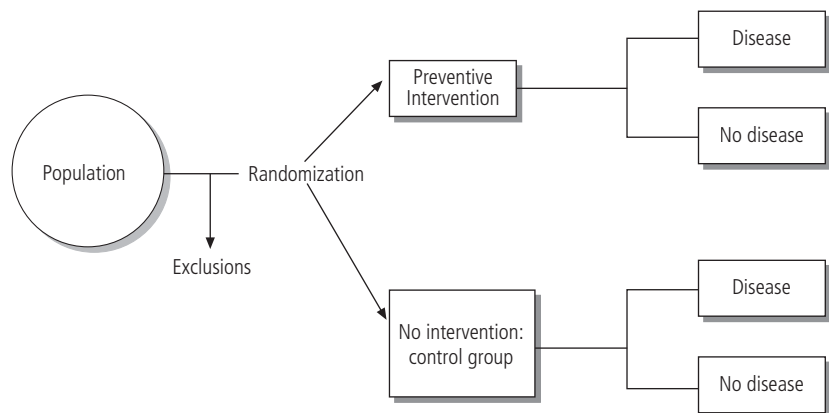 Population
Exclusions
Randomization
Preventive
Intervention
Disease
No disease
No intervention:
control group
Disease
No disease